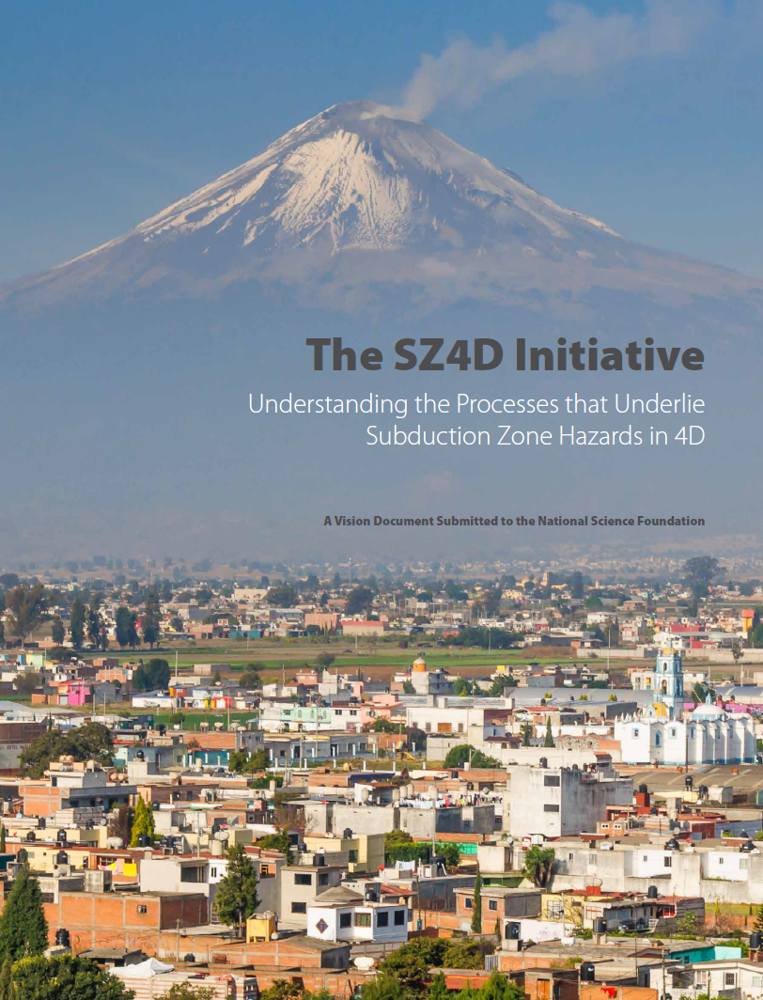 The SZ4D Initiative
Understanding the Processes that Underlie
Subduction Zone Hazards in 4D
A Vision Document Submitted to the National Science Foundation